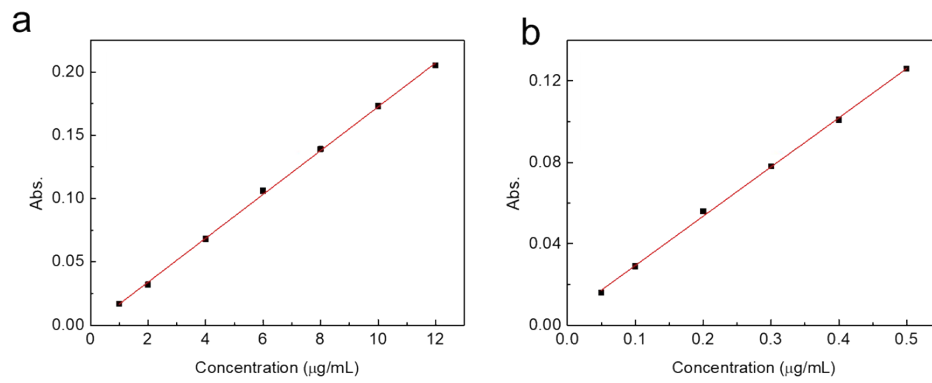 a
0.20
0.15
0.10
0.05
0.00
Abs.
0 2 4 6 8 10 12
Concentration (μg/mL)
b
0.12
0.08
0.04
0.00
Abs.
0.0 0.1 0.2 0.3 0.4 0.5
Concentration (μg/mL)